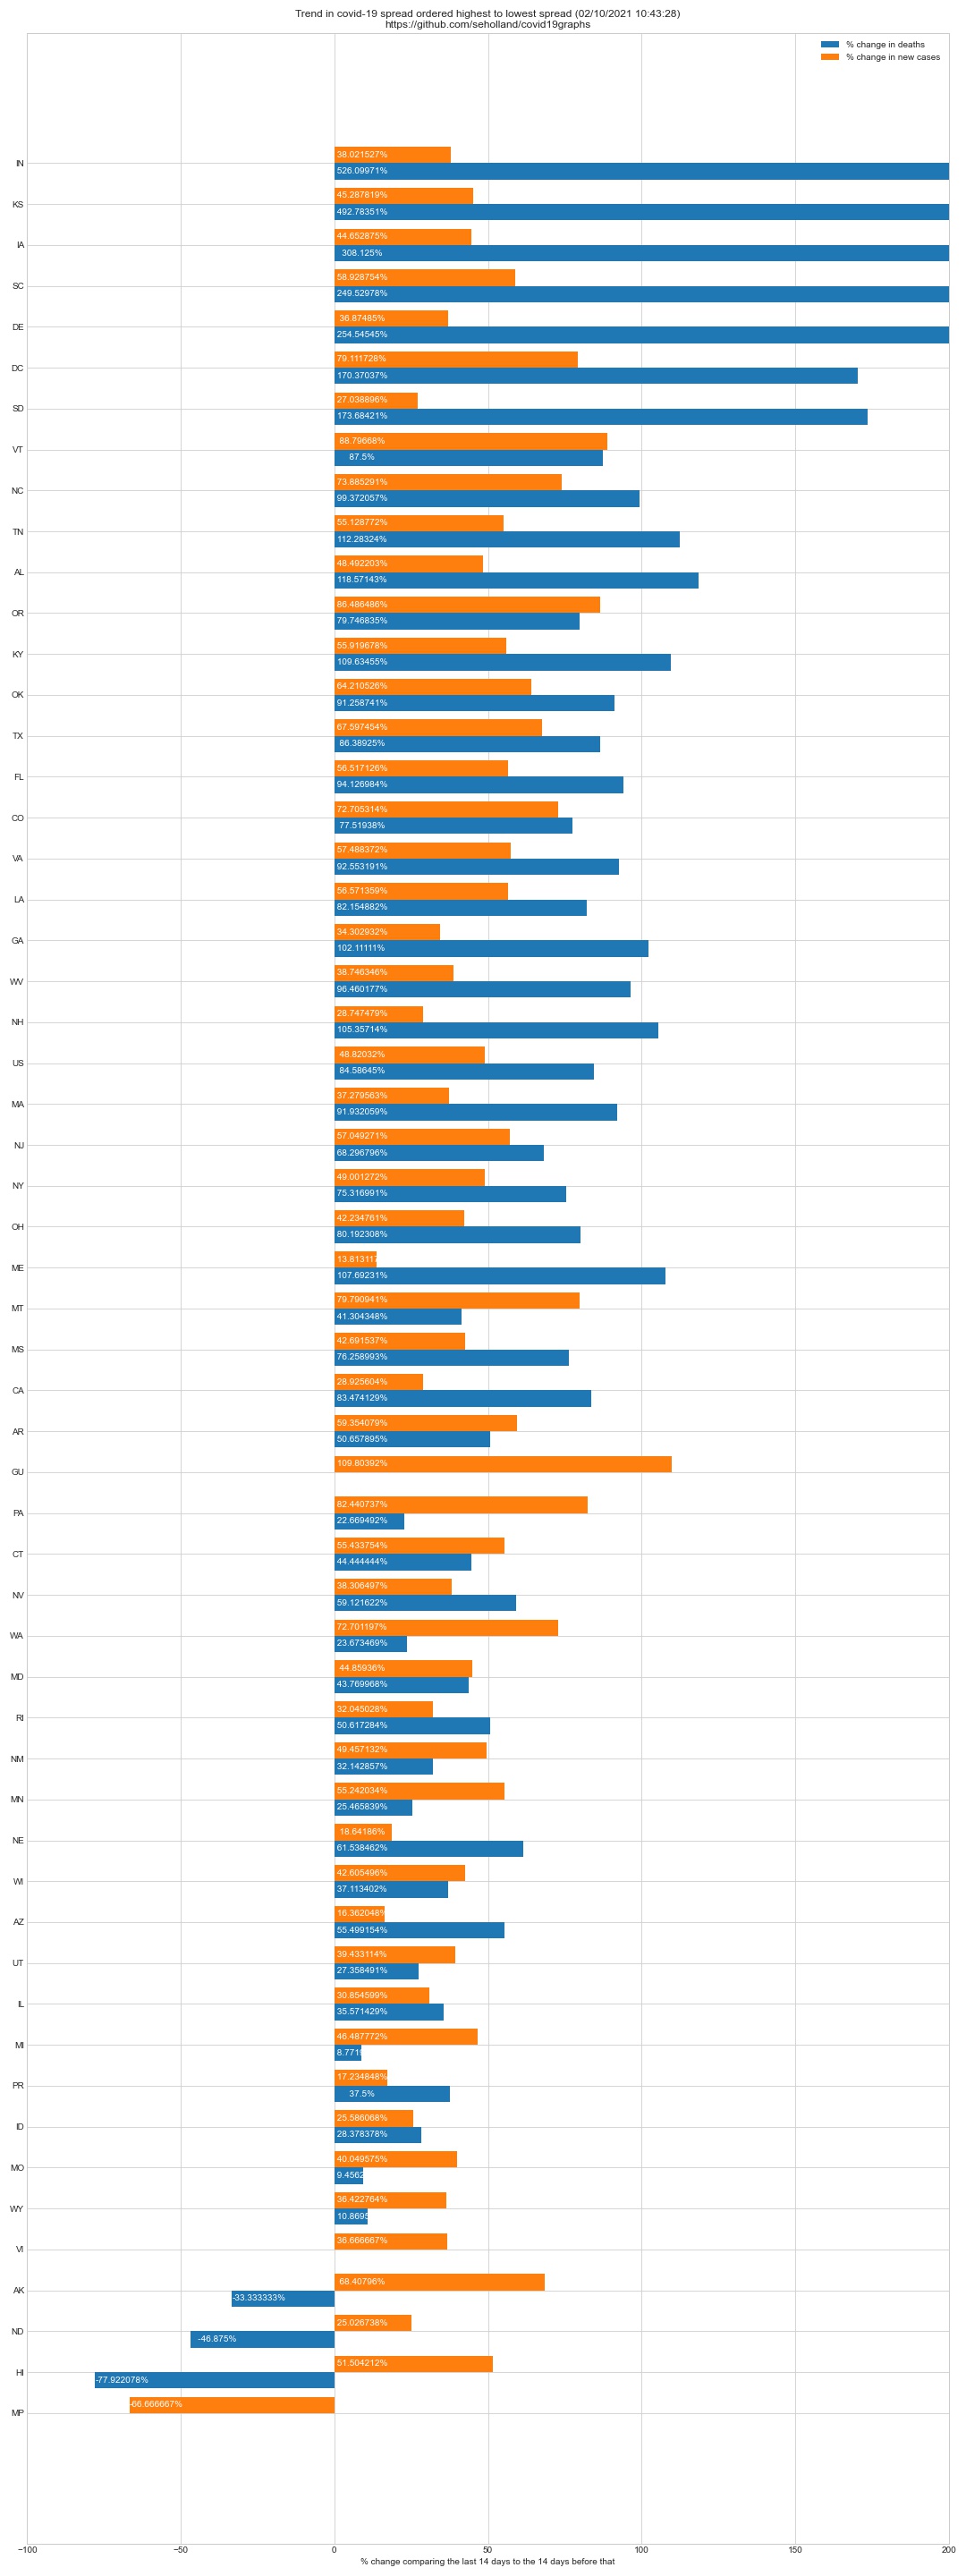 Trend in covid-19 spread ordered highest to lowest spread (02/10/2021 10:43:28)
https://github.com/seholland/covid19graphs
% change in deaths
% change in new cases
IN
38.021527%
526.09971%
KS
45.287819%
492.78351%
IA
44.652875%
308.125%
SC
58.928754%
249.52978%
DE
36.87485%
254.54545%
DC
79.111728%
170.37037%
SD
27.038896%
173.68421%
VT
88.79668%
87.5%
NC
73.885291%
99.372057%
TN
55.128772%
112.28324%
AL
48.492203%
118.57143%
OR
86.486486%
79.746835%
KY
55.919678%
109.63455%
OK
64.210526%
91.258741%
TX
67.597454%
86.38925%
FL
56.517126%
94.126984%
CO
72.705314%
77.51938%
VA
57.488372%
92.553191%
LA
56.571359%
82.154882%
GA
34.302932%
102.11111%
WV
38.746346%
96.460177%
NH
28.747479%
105.35714%
US
48.82032%
84.58645%
MA
37.279563%
91.932059%
NJ
57.049271%
68.296796%
NY
49.001272%
75.316991%
OH
42.234761%
80.192308%
ME
13.813117
107.69231%
MT
79.790941%
41.304348%
MS
42.691537%
76.258993%
CA
28.925604%
83.474129%
AR
59.354079%
50.657895%
GU
109.80392%
PA
82.440737%
22.669492%
CT
55.433754%
44.444444%
NV
38.306497%
59.121622%
WA
72.701197%
23.673469%
MD
44.85936%
43.769968%
RI
32.045028%
50.617284%
NM
49.457132%
32.142857%
MN
55.242034%
25.465839%
NE
18.64186%
61.538462%
WI
42.605496%
37.113402%
AZ
16.362048%
55.499154%
UT
39.433114%
27.358491%
IL
30.854599%
35.571429%
MI
46.487772%
8.771
PR
17.234848%
37.5%
ID
25.586068%
28.378378%
MO
40.049575%
9.4562
WY
36.422764%
10.8695
VI
36.666667%
AK
68.40796%
-33.333333%
ND
25.026738%
-46.875%
HI
51.504212%
-77.922078%
MP
-66.666667%
−100 −50 0 50 100 150 200
% change comparing the last 14 days to the 14 days before that